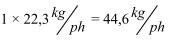 1 × 22,3 kg/ph = 44,6 kg/ph